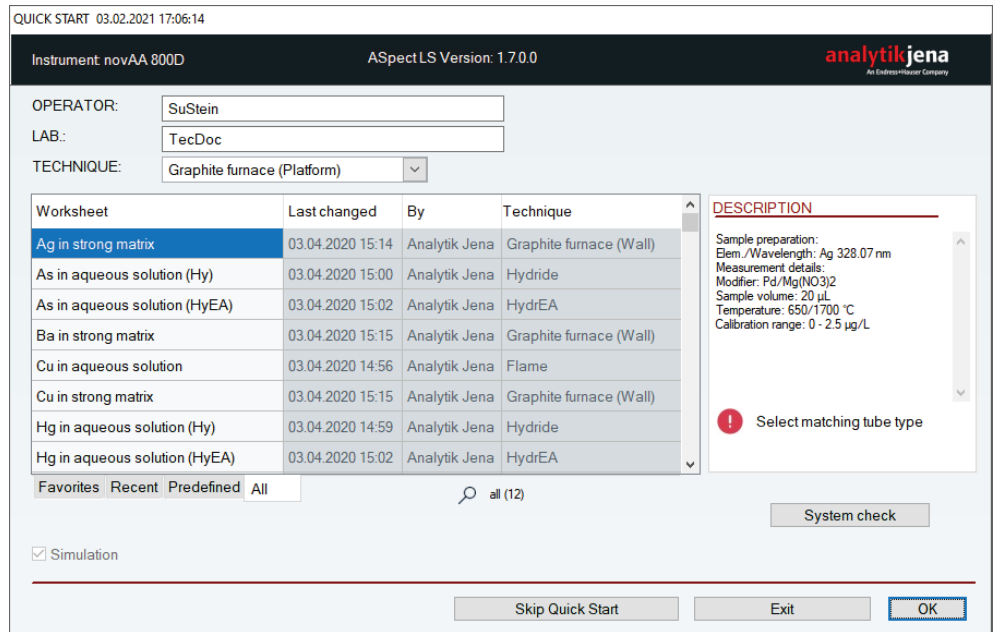 QUICK START 03.02.2021 17:06:14
Instrument: novAA 800D ASpect LS Version: 1.7.0.0 analytikjena
An Endress+Hauser Company
OPERATOR: SuStein
LAB.: TecDoc
TECHNIQUE: Graphite furnace (Platform)
Worksheet Last changed By Technique
Ag in strong matrix 03.04.2020 15:14 Analytik Jena Graphite furnace (Wall)
As in aqueous solution (Hy) 03.04.2020 15:00 Analytik Jena Hydride
As in aqueous solution (HyEA) 03.04.2020 15:02 Analytik Jena HydrEA
Ba in strong matrix 03.04.2020 15:15 Analytik Jena Graphite furnace (Wall)
Cu in aqueous solution 03.04.2020 14:56 Analytik Jena Flame
Cu in strong matrix 03.04.2020 15:15 Analytik Jena Graphite furnace (Wall)
Hg in aqueous solution (Hy) 03.04.2020 14:59 Analytik Jena Hydride
Hg in aqueous solution (HyEA) 03.04.2020 15:02 Analytik Jena HydrEA
Favorites Recent Predefined All all (12)
DESCRIPTION
Sample preparation:
Elem./Wavelength: Ag 328.07 nm
Measurement details:
Modifier: Pd/Mg(NO3)2
Sample volume: 20 µL
Temperature: 650/1700 °C
Calibration range: 0 - 2.5 µg/L
Select matching tube type
System check
Simulation
Skip Quick Start Exit OK